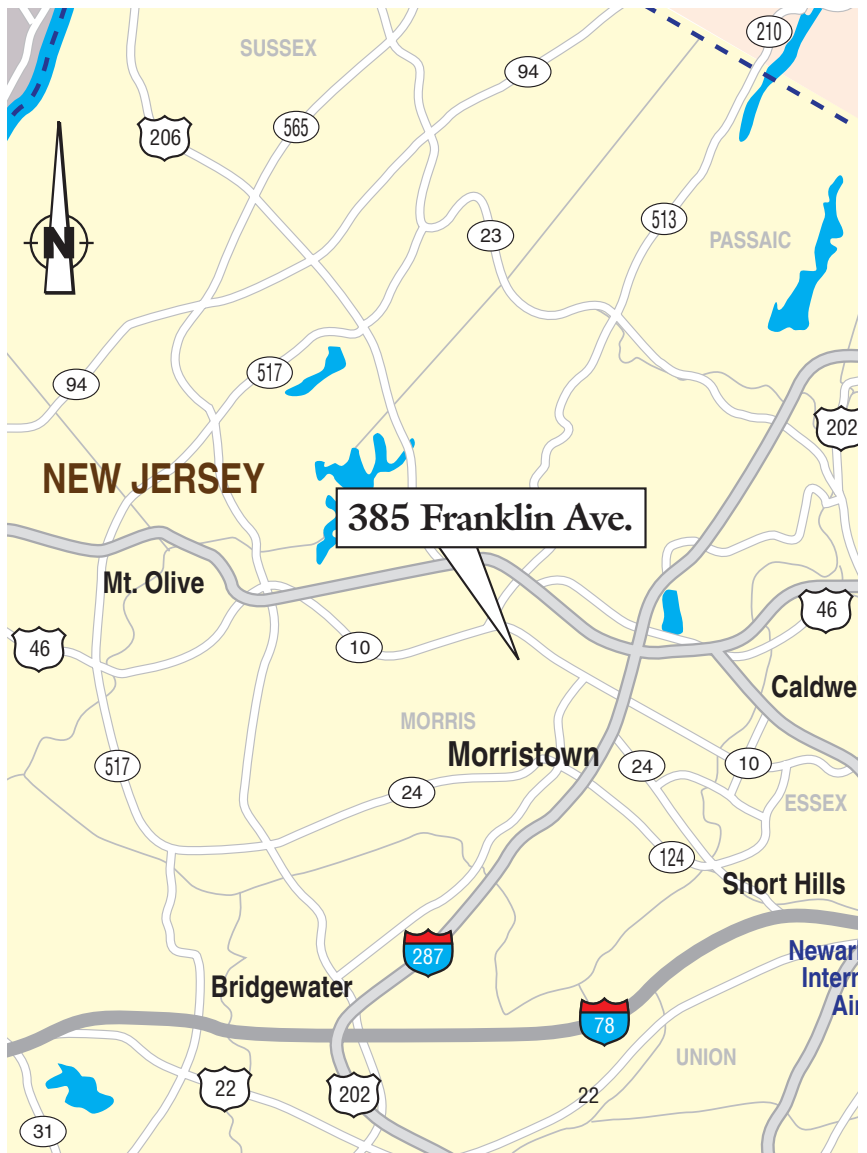 210
SUSSEX
94
565
206
N
513
23
PASSAIC
517
94
202
NEW JERSEY
385 Franklin Ave.
Mt. Olive
46
46
10
Caldwe
MORRIS
Morristown
517
24
10
24
ESSEX
124
Short Hills
287
Newar
Intern
Air
Bridgewater
78
UNION
22
202
22
31